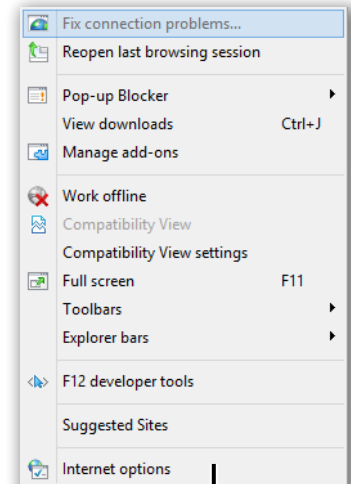 Fix connection problems...
Reopen last browsing session
Pop-up Blocker
View downloads Ctrl+J
Manage add-ons
Work offline
Compatibility View
Compatibility View settings
Full screen F11
Toolbars
Explorer bars
F12 developer tools
Suggested Sites
Internet options